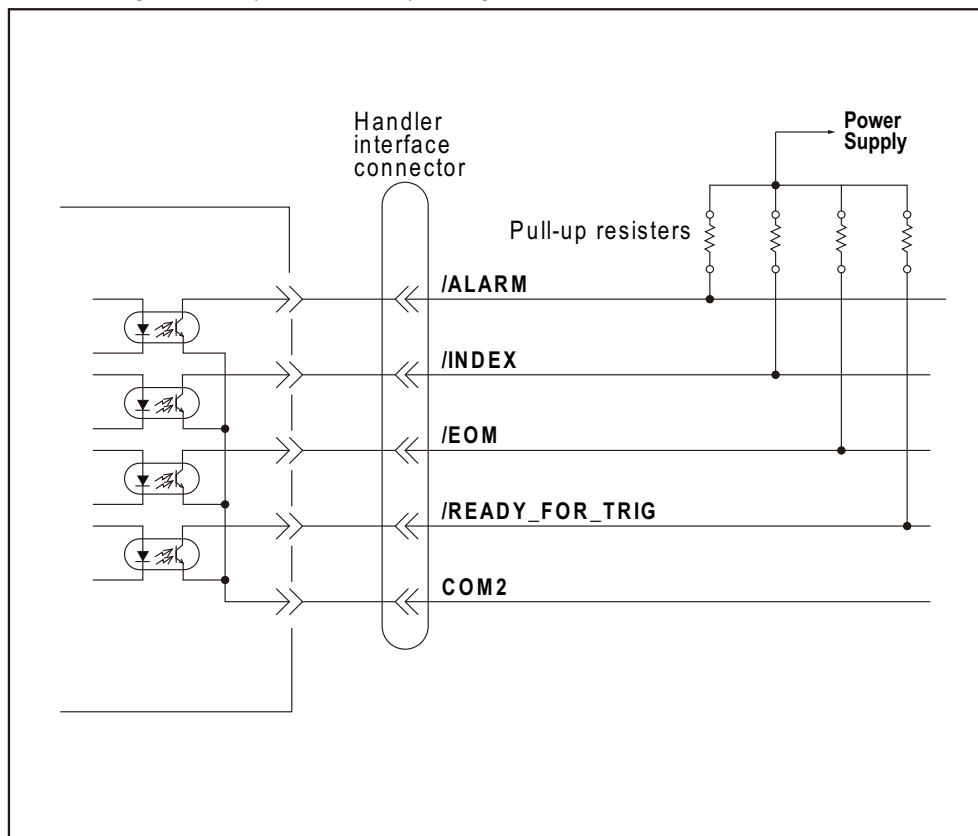 Handler
interface
connector
Power
Supply
Pull-up resisters
/ALARM
/INDEX
/EOM
/READY_FOR_TRIG
COM2